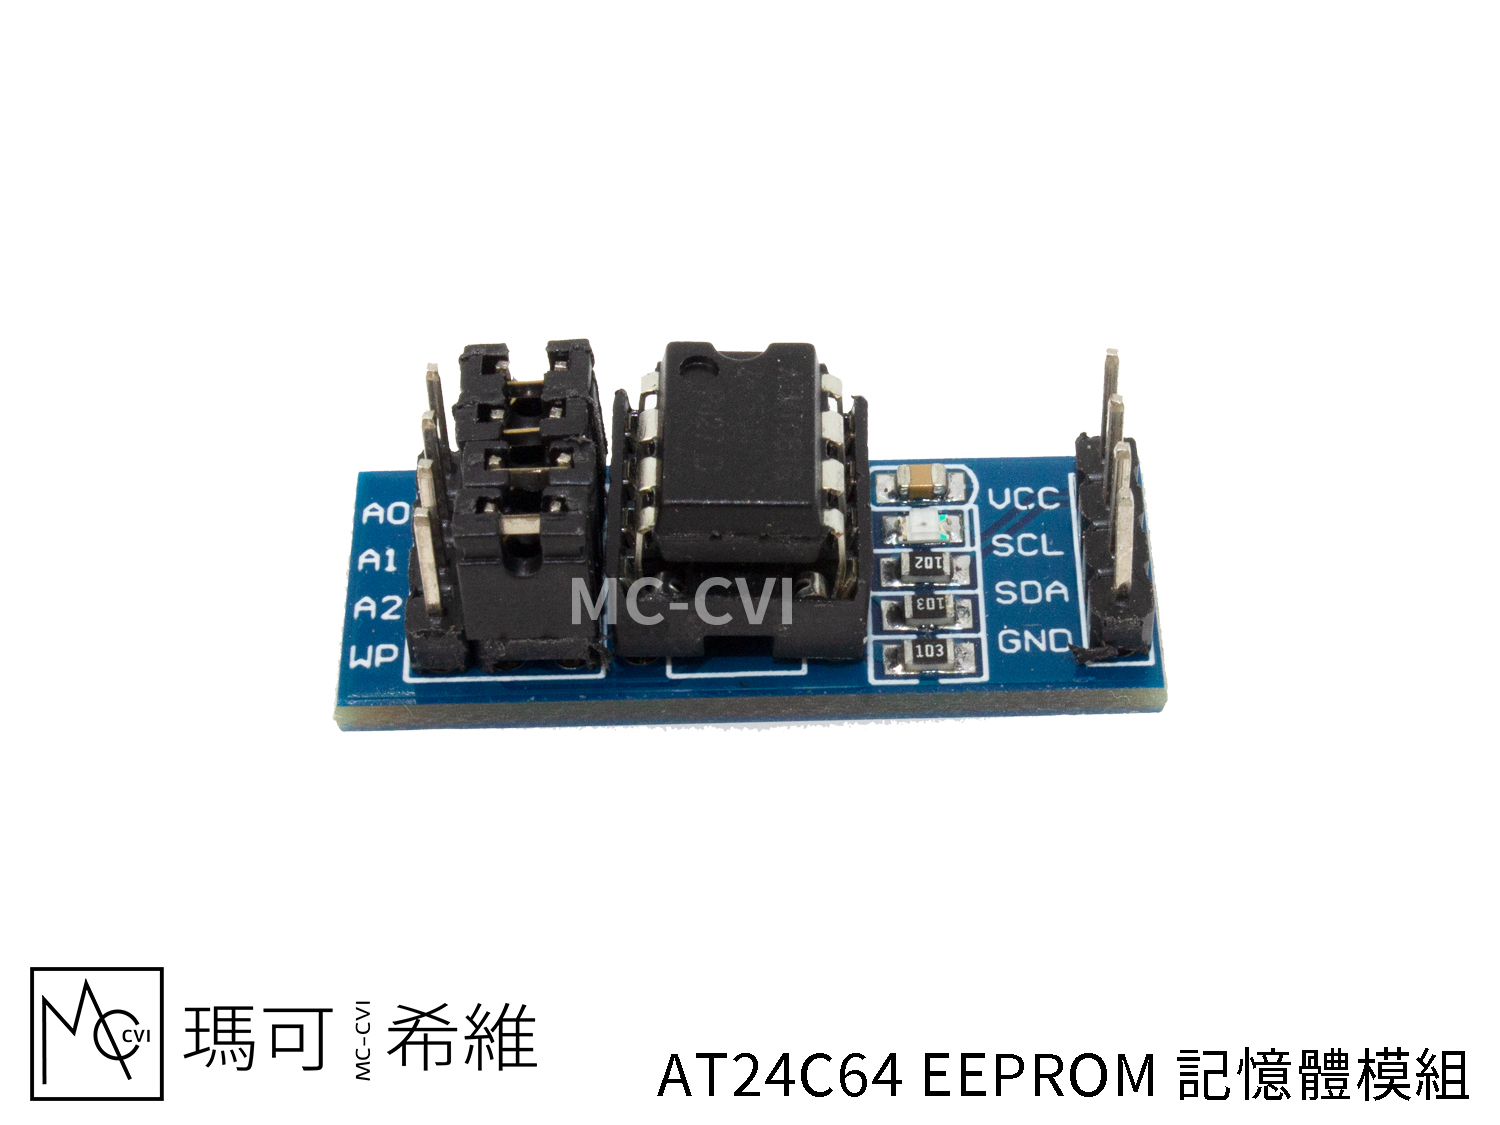 A0
A1
A2
WP
MC-CVI
102
103
103
VCC
SCL
SDA
GND
MC CVI
瑪可 MC-CVI 希維
AT24C64 EEPROM 記憶體模組